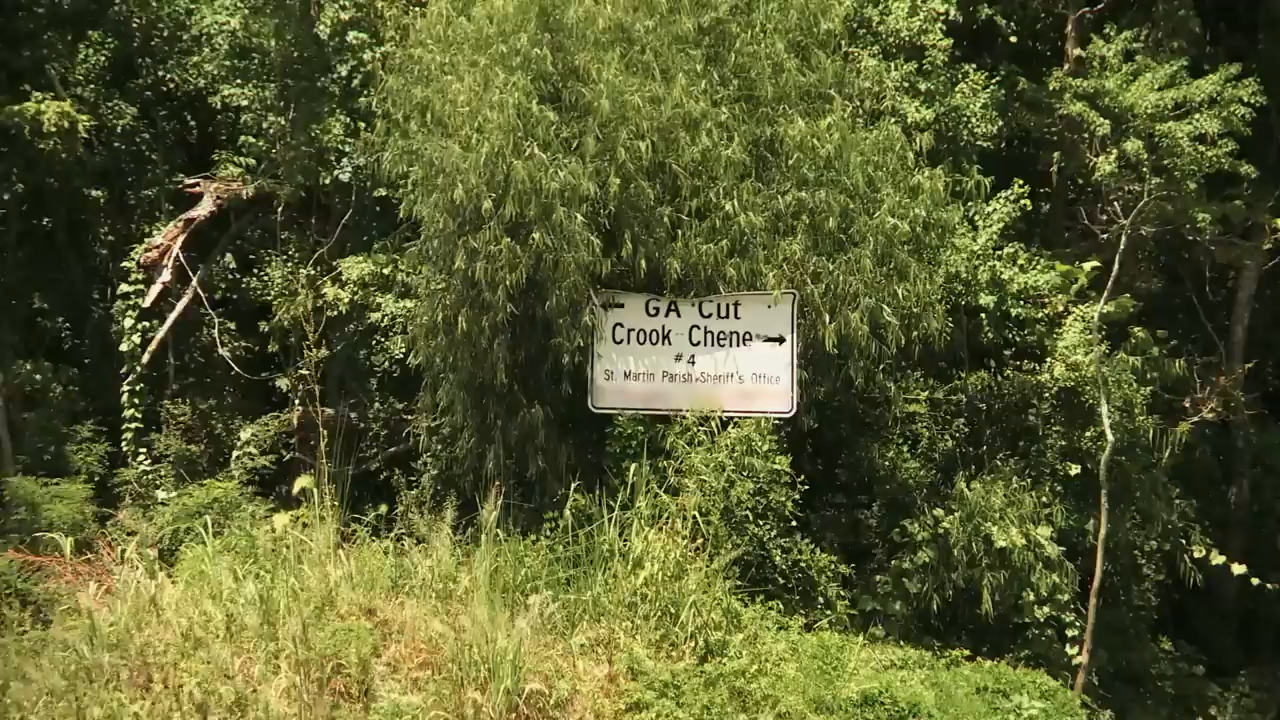 ← GA Cut
Crook Chene →
#4
St. Martin Parish Sheriff's Office